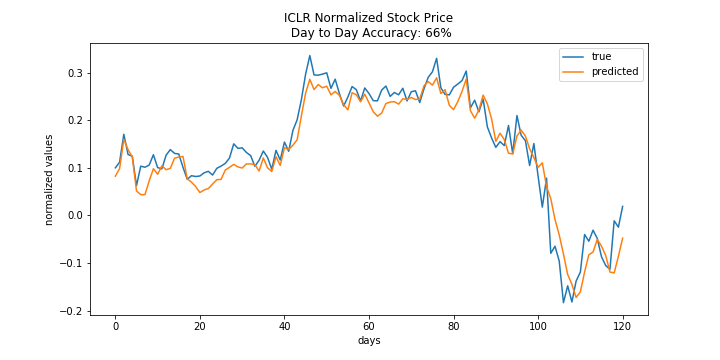 ICLR Normalized Stock Price
Day to Day Accuracy: 66%
true
predicted
normalized values
0.3
0.2
0.1
0.0
−0.1
−0.2
0 20 40 60 80 100 120
days